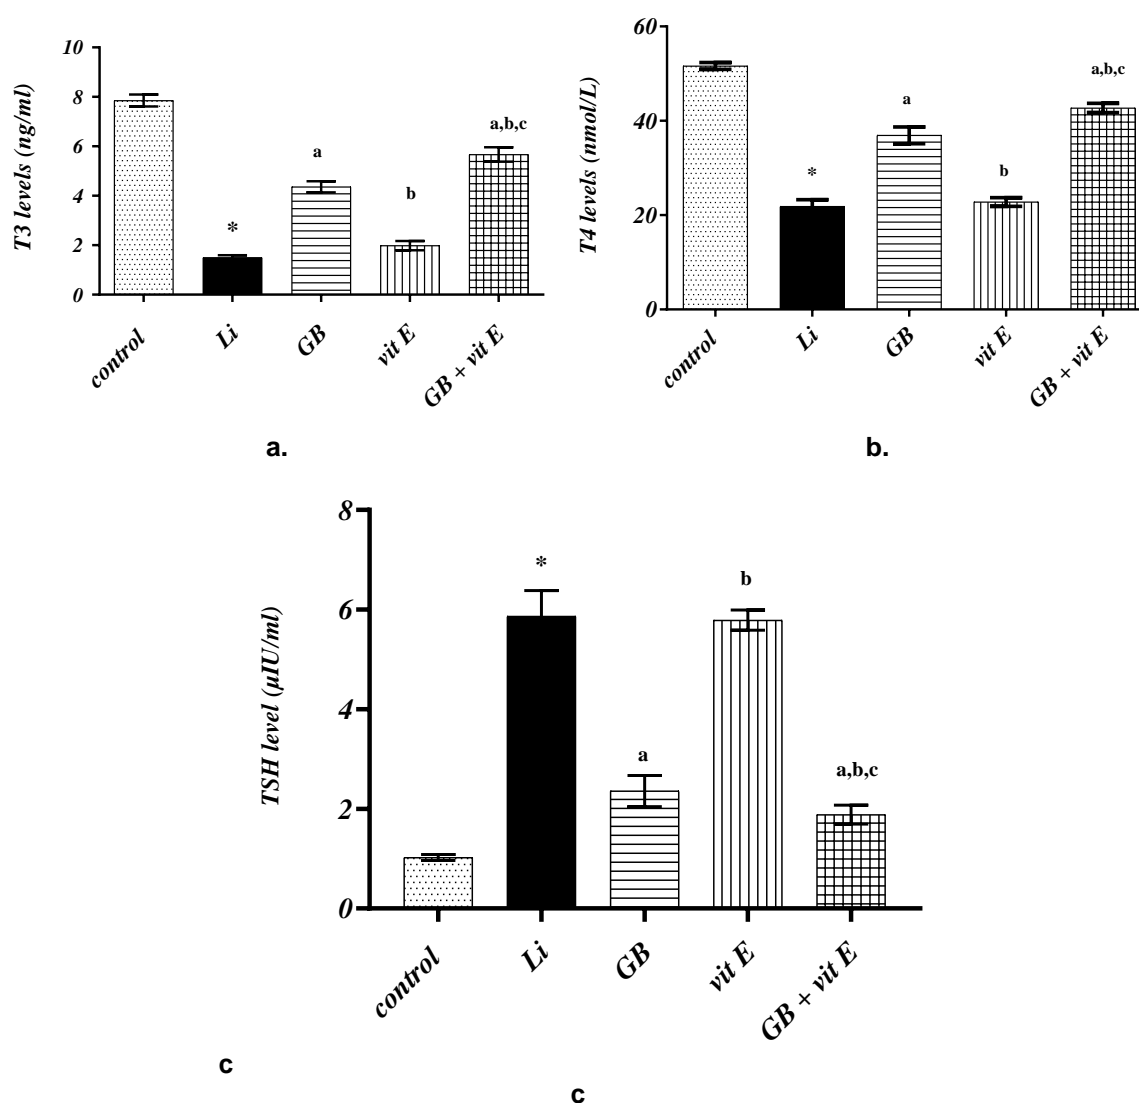 T3 levels (ng/ml)
10
8
6
4
2
0
*
a
b
a,b,c
control
Li
GB
vit E
GB + vit E
a.
T4 levels (nmol/L)
60
40
20
0
*
a
b
a,b,c
control
Li
GB
vit E
GB + vit E
b.
TSH level (µIU/ml)
8
6
4
2
0
*
a
b
a,b,c
control
Li
GB
vit E
GB + vit E
c
c